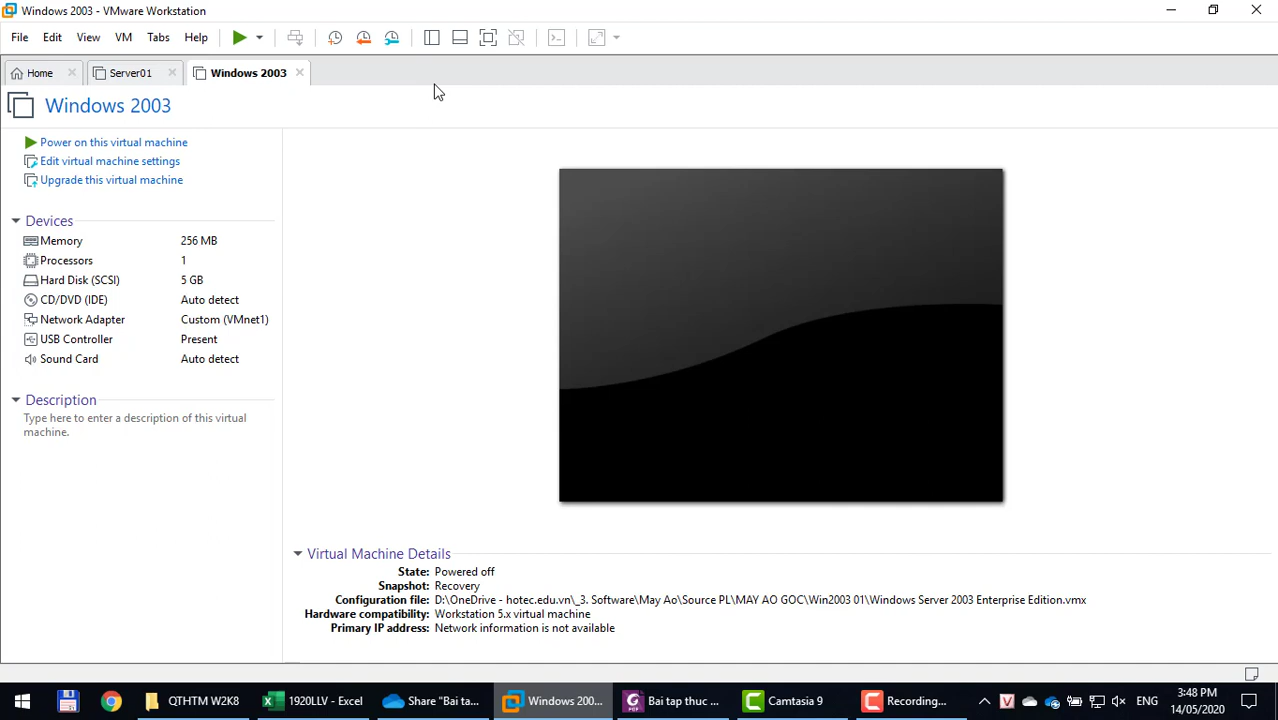 Windows 2003 - VMware Workstation
File Edit View VM Tabs Help
Home Server01 Windows 2003
Windows 2003
Power on this virtual machine
Edit virtual machine settings
Upgrade this virtual machine
Devices
Memory 256 MB
Processors 1
Hard Disk (SCSI) 5 GB
CD/DVD (IDE) Auto detect
Network Adapter Custom (VMnet1)
USB Controller Present
Sound Card Auto detect
Description
Type here to enter a description of this virtual
machine.
Virtual Machine Details
State: Powered off
Snapshot: Recovery
Configuration file: D:\OneDrive - hotec.edu.vn\_3. Software\May Ao\Source PL\MAY AO GOC\Win2003 01\Windows Server 2003 Enterprise Edition.vmx
Hardware compatibility: Workstation 5.x virtual machine
Primary IP address: Network information is not available
QTHTM W2K8 1920LLV - Excel Share "Bai ta... Windows 200... Bai tap thuc ... Camtasia 9 Recording... ENG 3:48 PM
14/05/2020